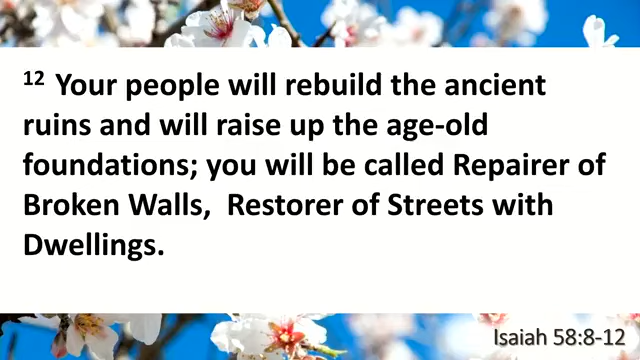 12 Your people will rebuild the ancient
ruins and will raise up the age-old
foundations; you will be called Repairer of
Broken Walls,  Restorer of Streets with
Dwellings.
Isaiah 58:8-12